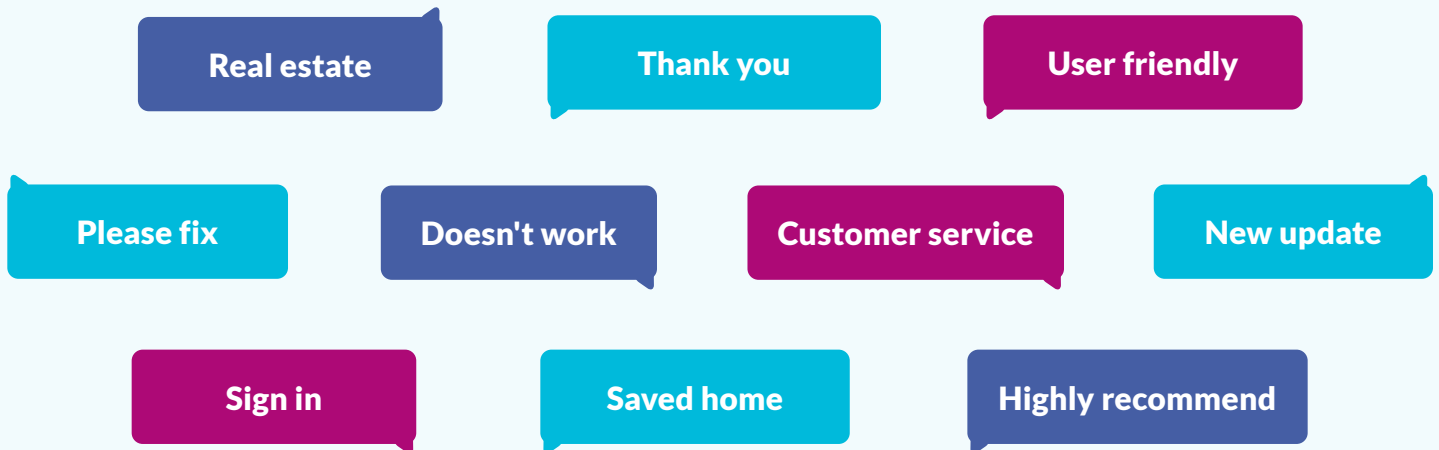 Real estate
Thank you
User friendly
Please fix
Doesn't work
Customer service
New update
Sign in
Saved home
Highly recommend